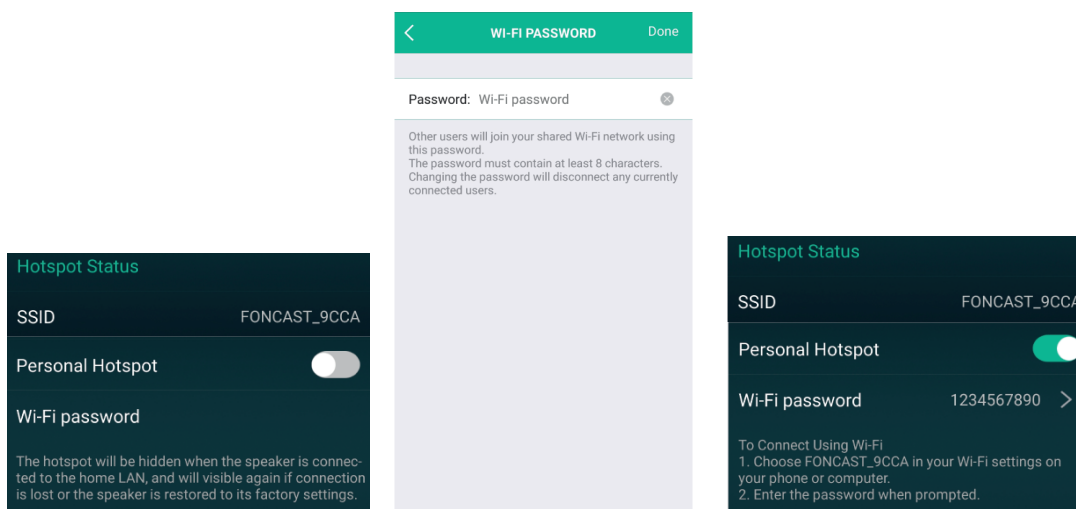 Hotspot Status
SSID FONCAST_9CCA
Personal Hotspot
Wi-Fi password
The hotspot will be hidden when the speaker is connec-
ted to the home LAN, and will visible again if connection
is lost or the speaker is restored to its factory settings.
WI-FI PASSWORD Done
Password: Wi-Fi password
Other users will join your shared Wi-Fi network using
this password.
The password must contain at least 8 characters.
Changing the password will disconnect any currently
connected users.
Hotspot Status
SSID FONCAST_9CCA
Personal Hotspot
Wi-Fi password 1234567890
To Connect Using Wi-Fi
1. Choose FONCAST_9CCA in your Wi-Fi settings on
your phone or computer.
2. Enter the password when prompted.